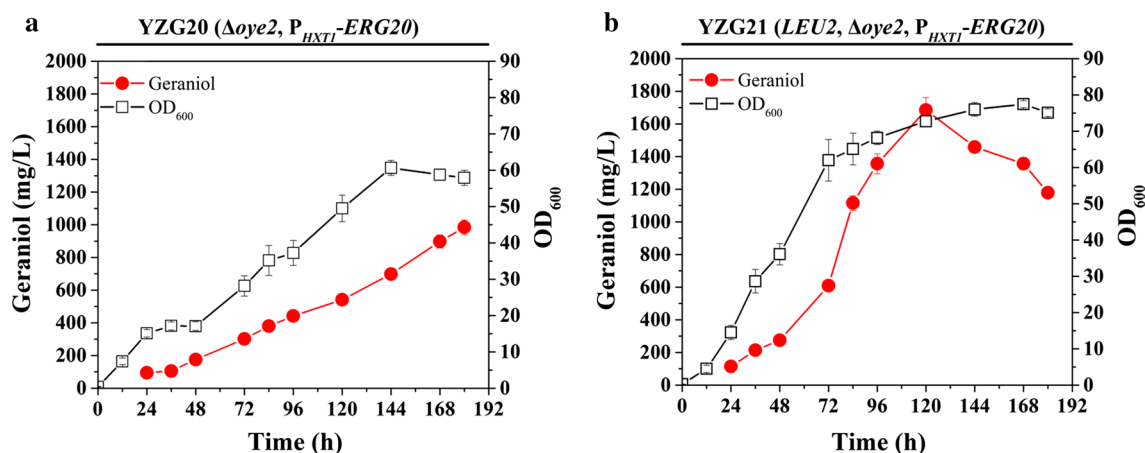 a
YZG20 (Δoye2, P_HXT1-ERG20)
2000
1800
1600
1400
1200
1000
800
600
400
200
0
Geraniol (mg/L)
Geraniol
OD600
90
80
70
60
50
40
30
20
10
0
OD600
0 24 48 72 96 120 144 168 192
Time (h)
b
YZG21 (LEU2, Δoye2, P_HXT1-ERG20)
2000
1800
1600
1400
1200
1000
800
600
400
200
0
Geraniol (mg/L)
Geraniol
OD600
90
80
70
60
50
40
30
20
10
0
OD600
0 24 48 72 96 120 144 168 192
Time (h)